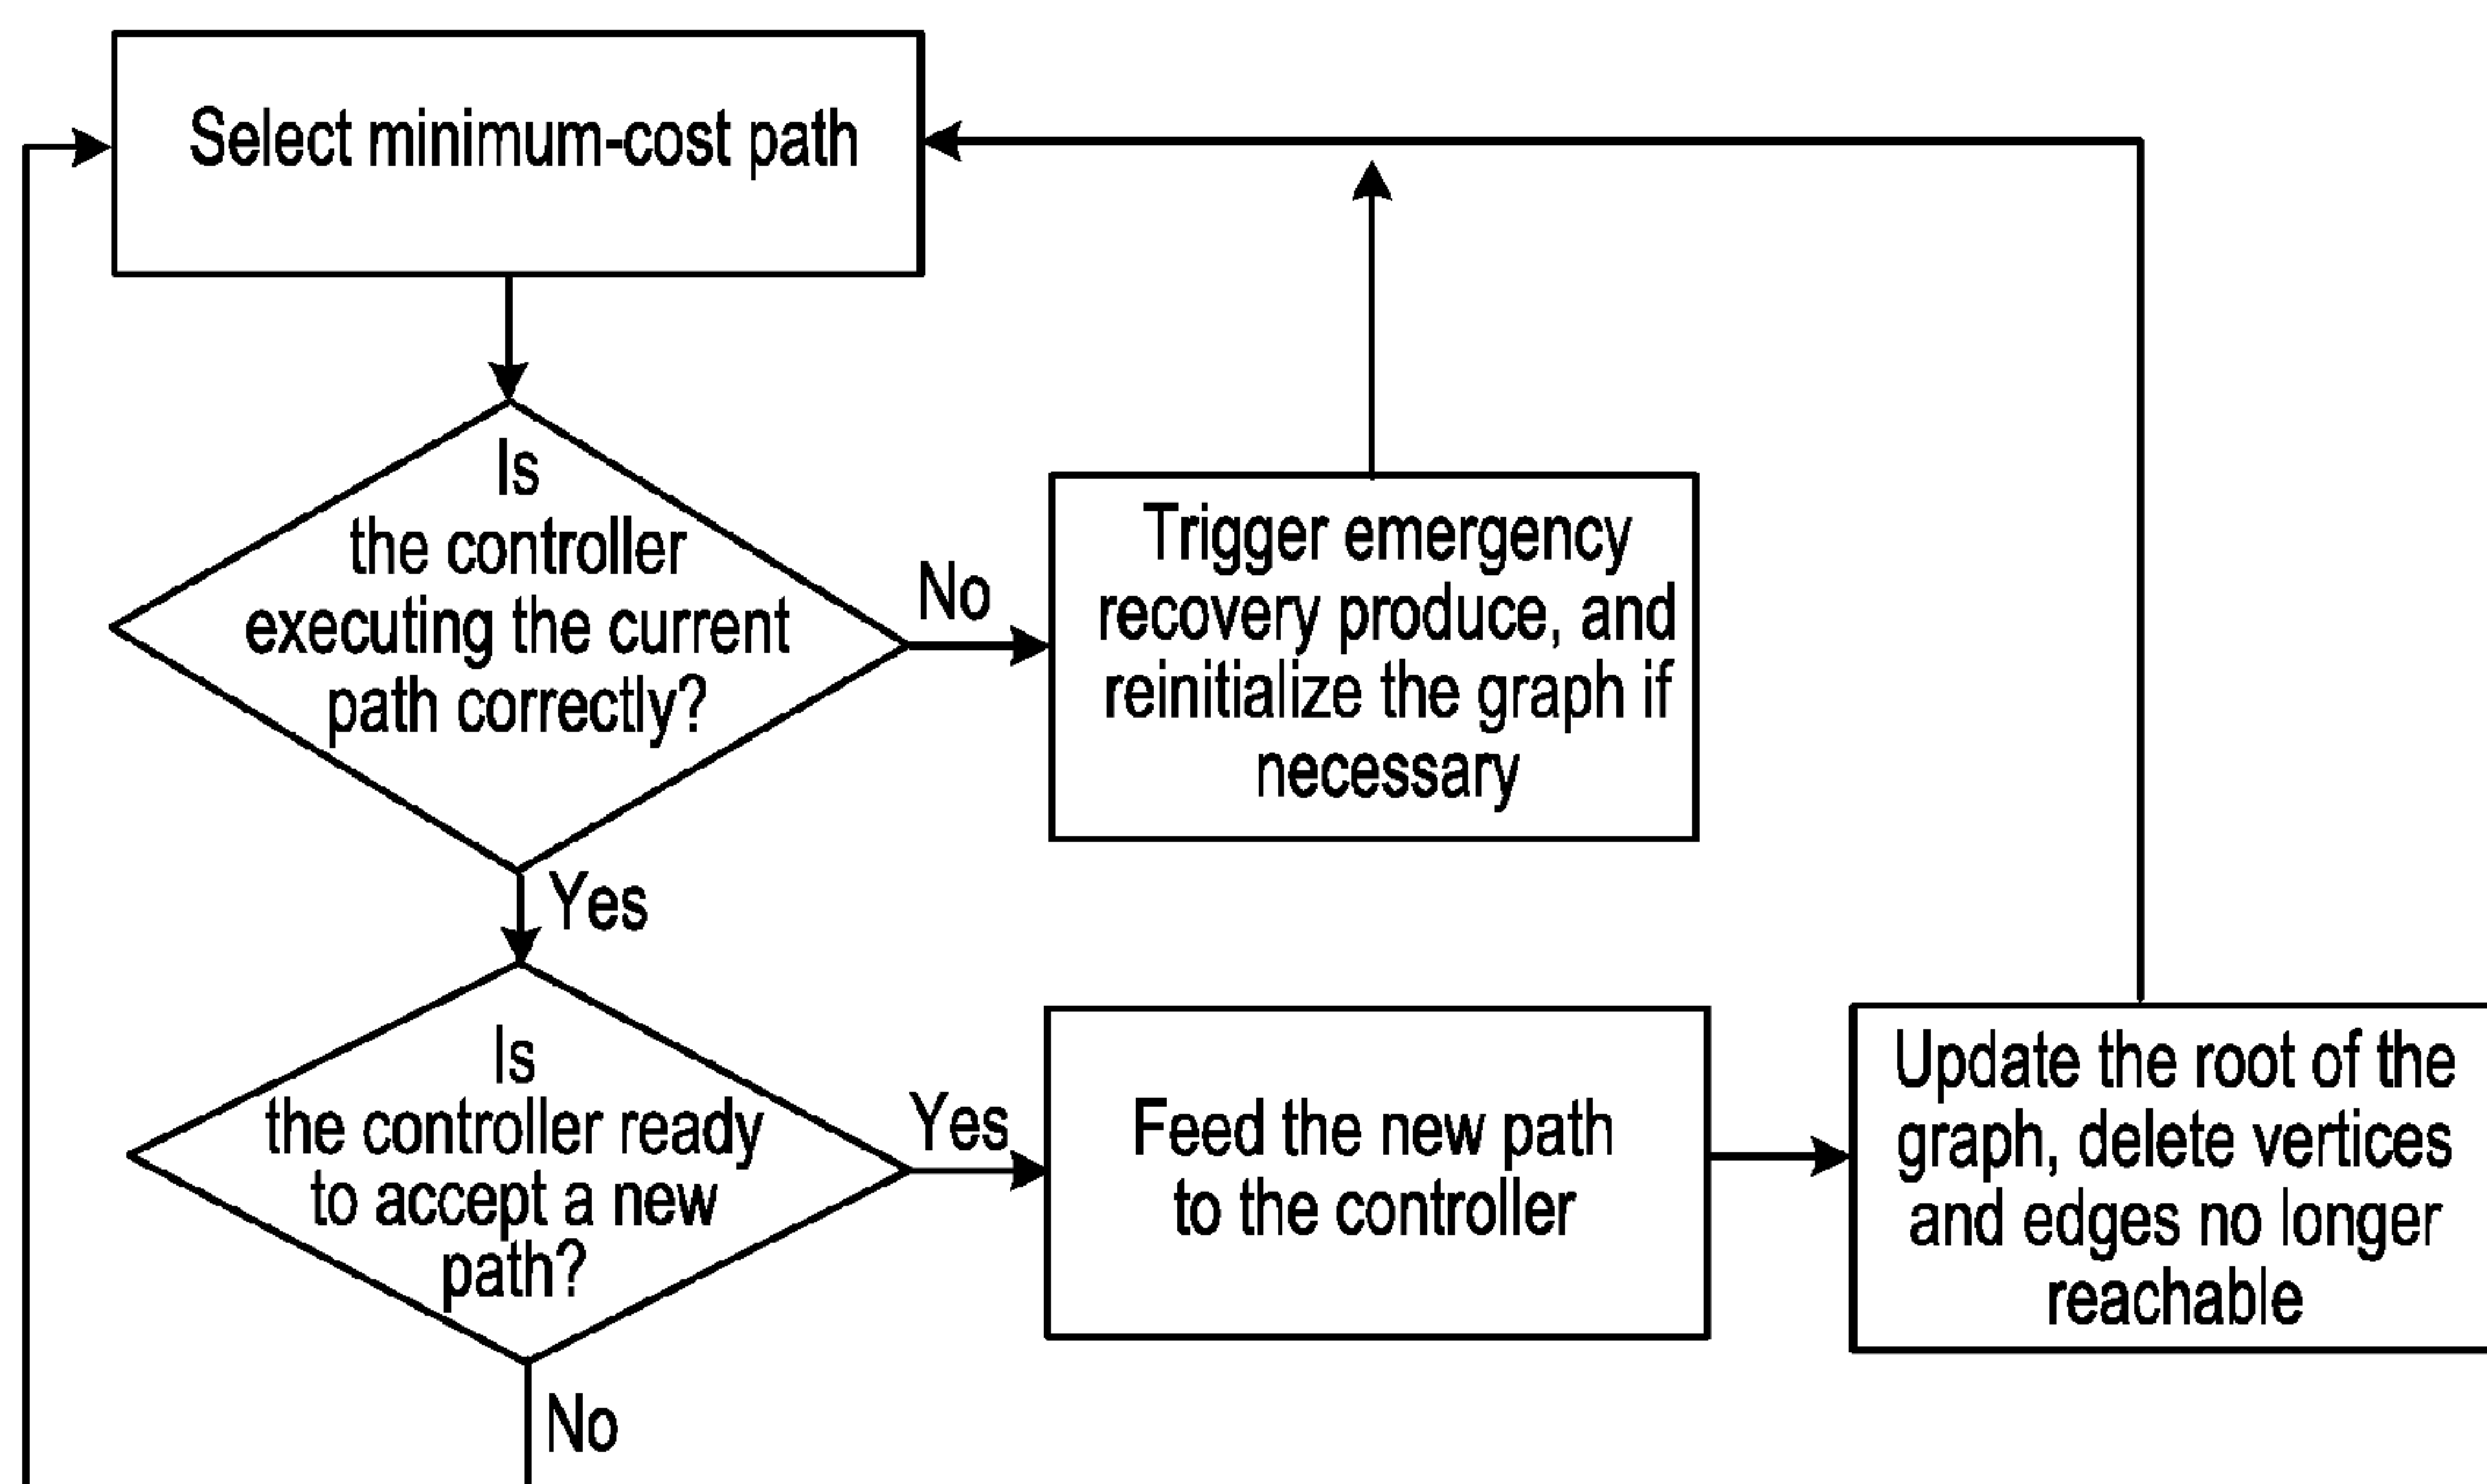 Select minimum-cost path
Is
the controller
executing the current
path correctly?
No
Trigger emergency
recovery produce, and
reinitialize the graph if
necessary
Yes
Is
the controller ready
to accept a new
path?
Yes
Feed the new path
to the controller
Update the root of the
graph, delete vertices
and edges no longer
reachable
No